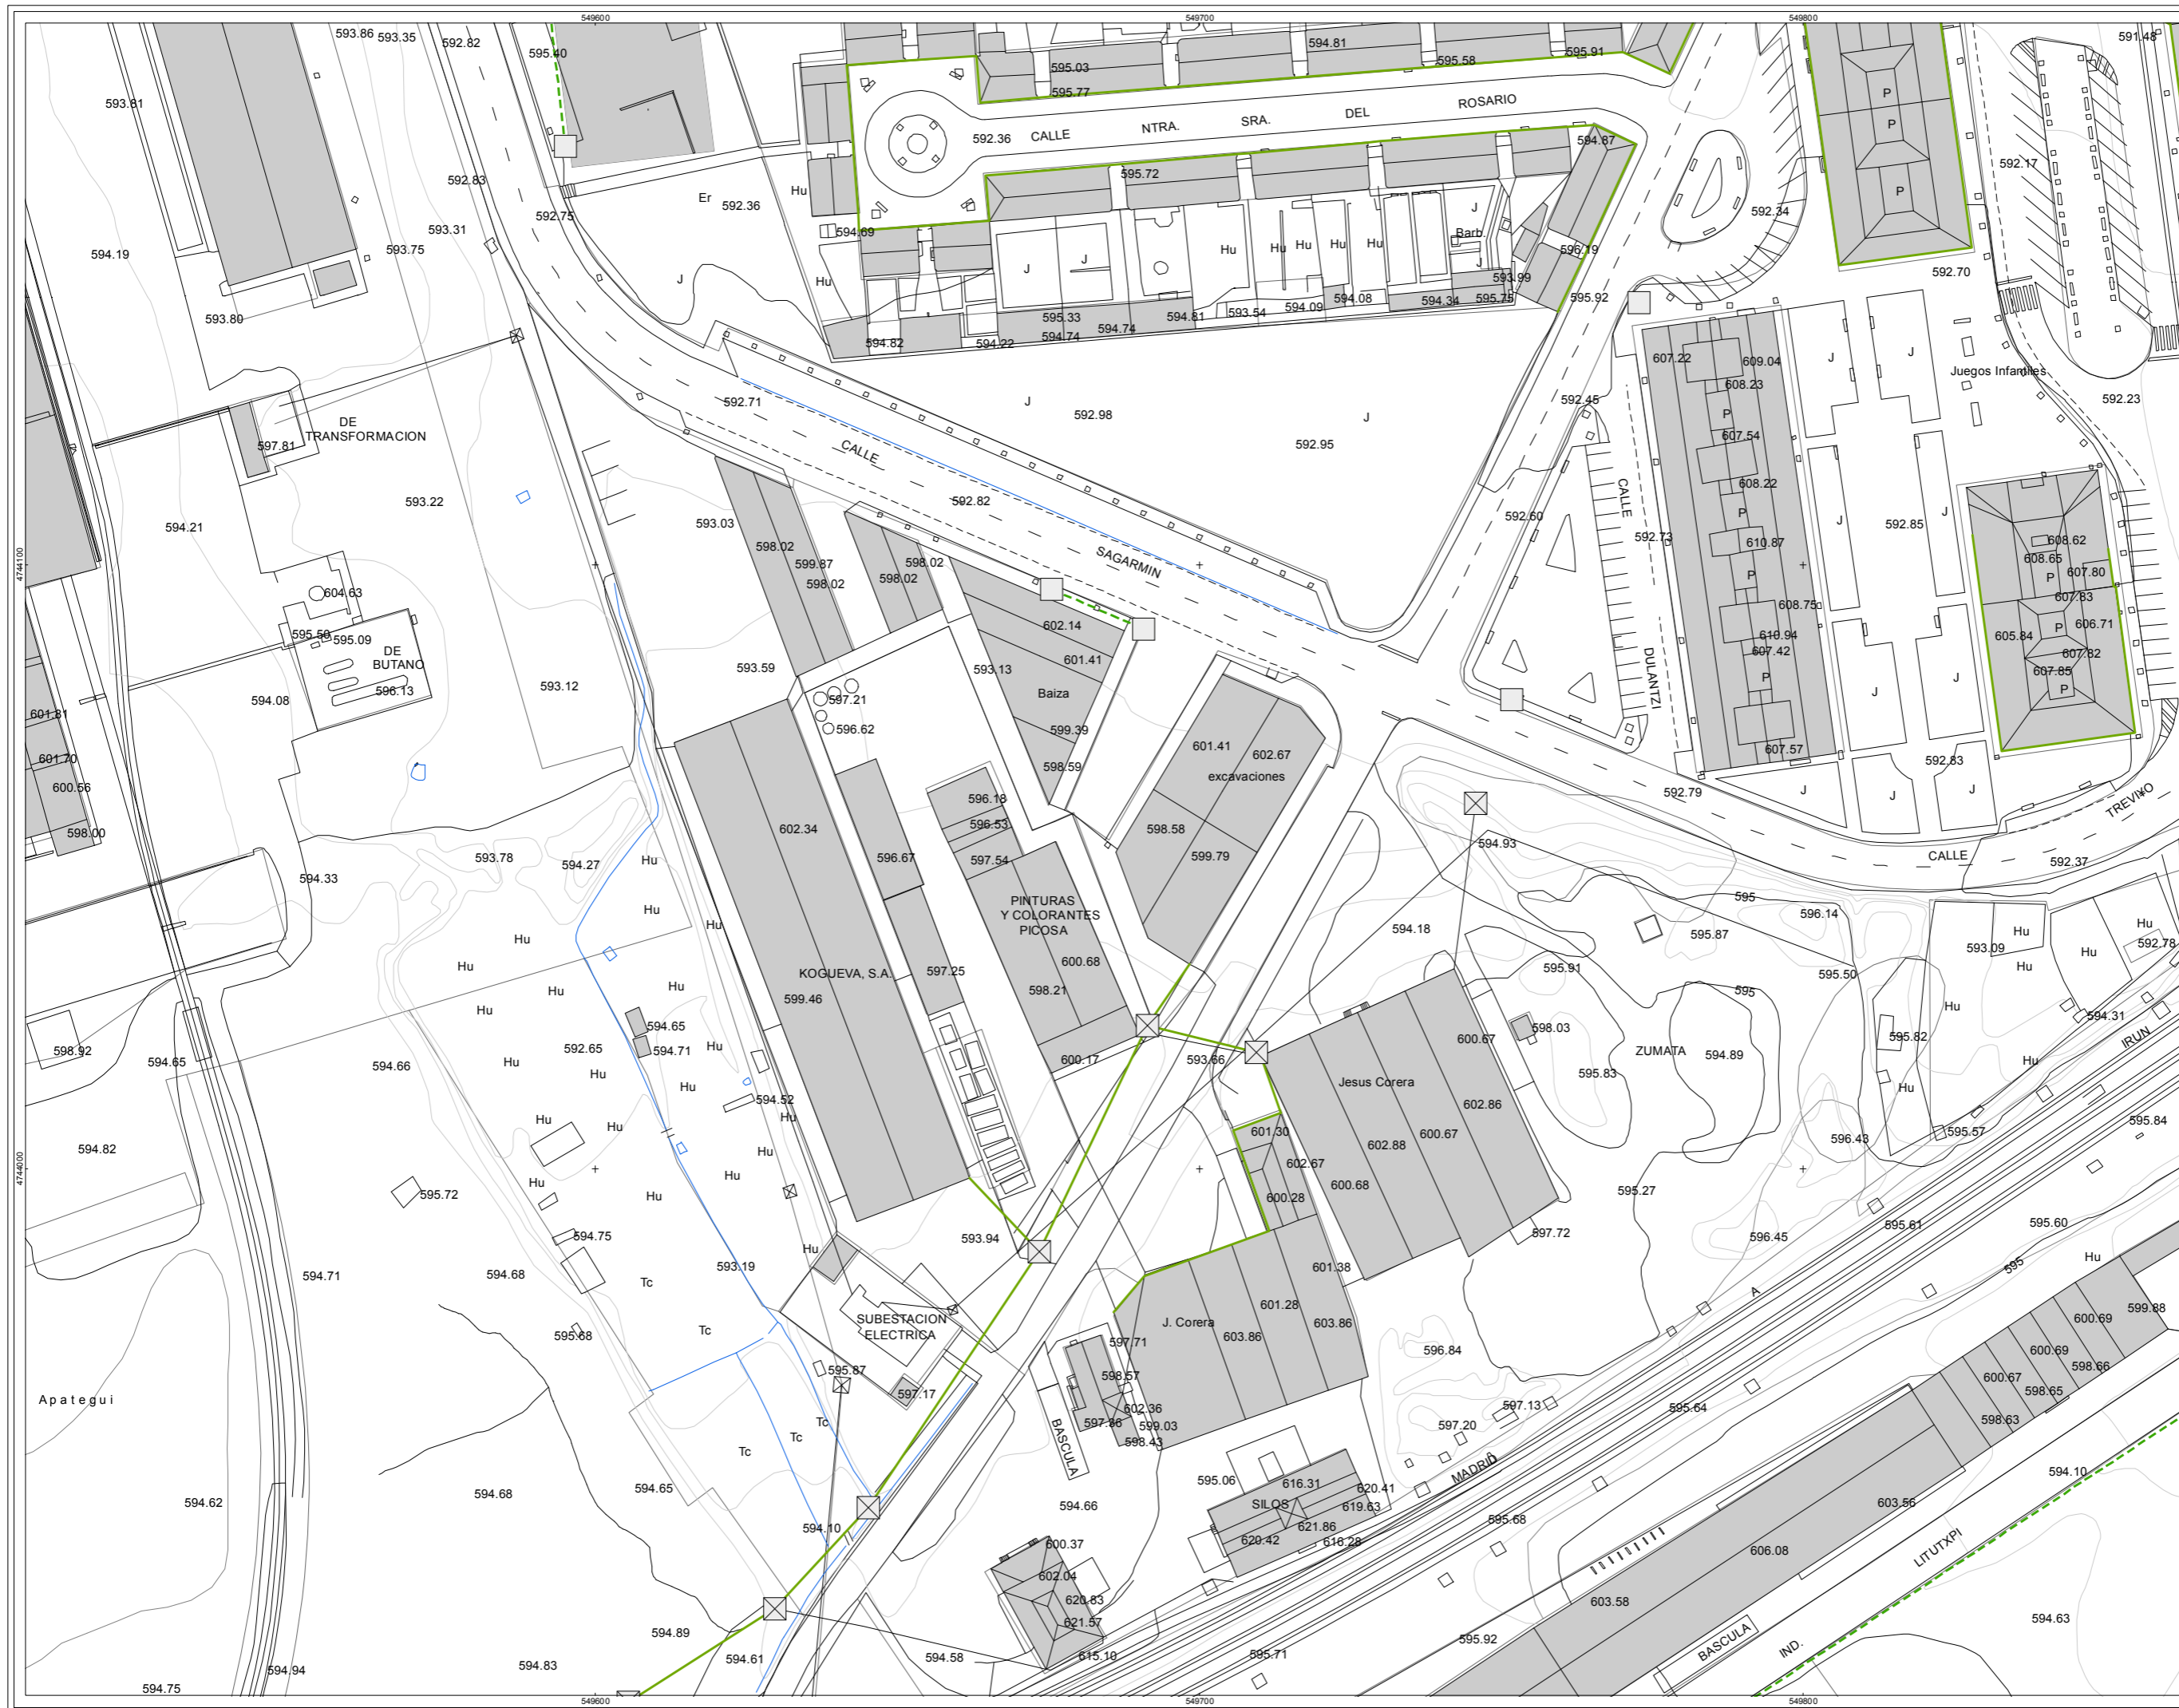 549600
549700
549800
593.86
593.35
592.82
595.40
594.81
595.91
595.58
591.48
595.03
595.77
593.81
P
P
P
CALLE NTRA. SRA. DEL ROSARIO
592.36
594.87
592.17
592.83
595.72
Er
592.36
Hu
592.75
592.34
593.31
593.75
594.69
J
Barb.
596.19
594.19
Hu
Hu
Hu
Hu
Hu
J
J
J
592.70
J
Hu
593.99
595.75
595.92
593.80
595.33
594.74
594.74
594.81
593.54
594.09
594.08
594.34
594.82
594.22
607.22
609.04
608.23
J
J
Juegos Infantiles
592.71
J
592.98
J
592.95
592.45
P
592.23
DE
TRANSFORMACION
597.81
CALLE
607.54
593.22
592.82
608.22
594.21
593.03
592.60
CALLE
P
J
J
592.85
592.73
610.87
608.62
608.65
P
607.80
607.83
4744100
598.02
599.87
598.02
598.02
598.02
SAGARMIN
P
608.75
604.63
595.50
595.09
602.14
606.71
P
605.84
607.82
607.85
P
DE
BUTANO
596.13
593.59
593.13
601.41
610.94
607.42
DULANTZI
P
J
J
593.12
594.08
Baiza
597.21
596.62
599.39
598.59
601.41
602.67
excavaciones
607.57
592.83
601.81
601.70
600.56
598.00
592.79
J
J
J
TREVIÑO
596.18
596.53
597.54
602.34
598.58
599.79
596.67
594.93
CALLE
592.37
593.78
594.27
Hu
594.33
PINTURAS
Y COLORANTES
PICOSA
595
596.14
595.87
594.18
Hu
Hu
Hu
Hu
Hu
Hu
592.78
593.09
Hu
600.68
KOGUEVA, S.A.
597.25
599.46
598.21
595.91
595.50
595
Hu
Hu
Hu
Hu
594.65
594.71
Hu
592.65
600.67
598.03
594.31
IRUN
595.82
598.92
594.65
594.66
Hu
Hu
Hu
600.17
593.66
ZUMATA
594.89
Hu
Hu
Jesus Corera
595.83
594.52
Hu
602.86
595.84
Hu
Hu
601.30
602.88
600.67
596.43
595.57
594.82
Hu
602.67
4744000
Hu
Hu
Hu
600.28
600.68
595.27
595.72
594.75
593.94
597.72
596.45
595.61
595.60
Hu
593.19
594.71
594.68
Tc
601.38
595
Hu
A
601.28
SUBESTACION
ELECTRICA
J. Corera
603.86
603.86
600.69
599.88
595.68
Tc
597.71
596.84
600.69
598.66
595.87
598.57
600.67
598.65
Apategui
597.17
602.36
597.86
599.03
598.43
597.13
597.20
595.64
598.63
Tc
Tc
Tc
BASCULA
MADRID
594.10
595.06
616.31
620.41
619.63
SILOS
621.86
620.42
616.28
603.56
594.62
594.68
594.65
594.66
595.68
594.10
600.37
602.04
620.83
621.57
606.08
LITUTXPI
603.58
594.63
594.89
595.92
BASCULA
IND.
594.94
594.83
594.61
594.58
615.10
595.71
594.75
549600
549700
549800